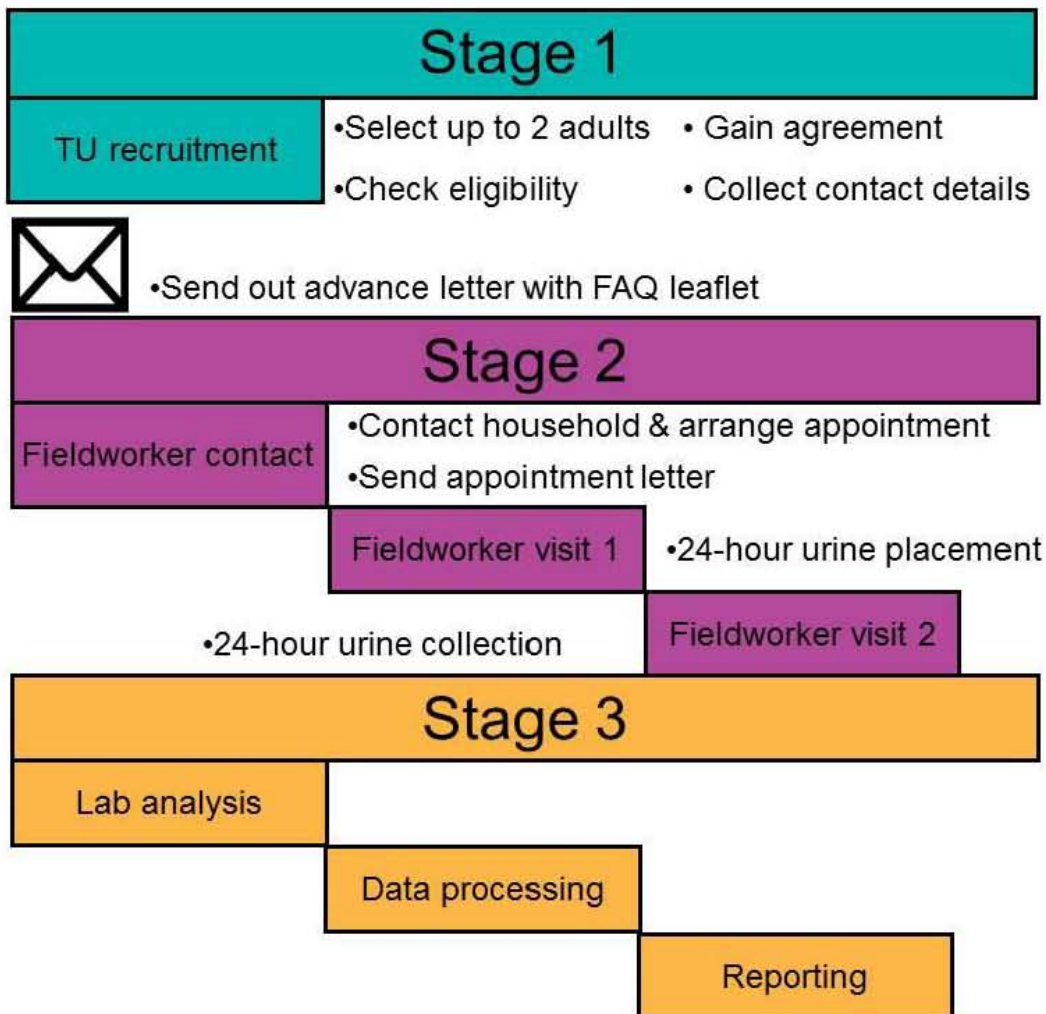 Stage 1
TU recruitment
•Select up to 2 adults
• Gain agreement
•Check eligibility
• Collect contact details
•Send out advance letter with FAQ leaflet
Stage 2
Fieldworker contact
•Contact household & arrange appointment
•Send appointment letter
Fieldworker visit 1
•24-hour urine placement
•24-hour urine collection
Fieldworker visit 2
Stage 3
Lab analysis
Data processing
Reporting